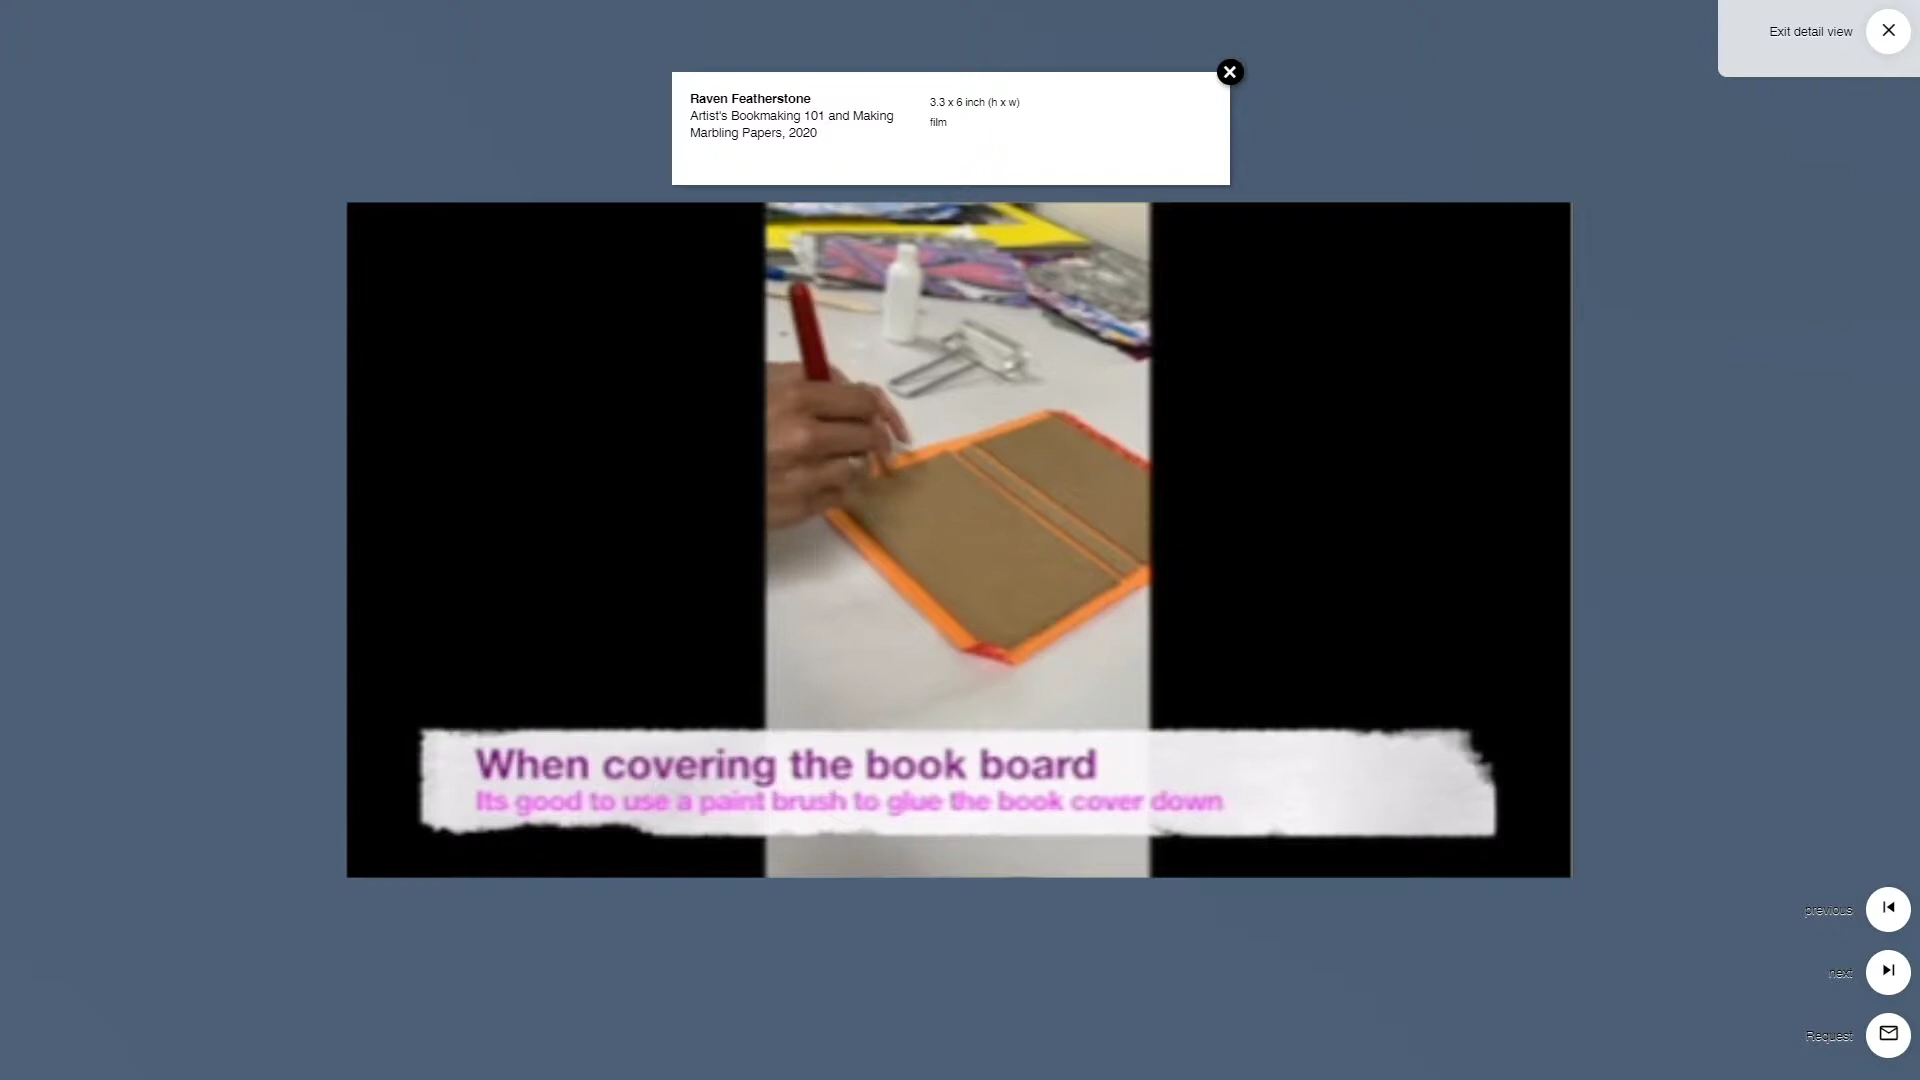 Exit detail view
Raven Featherstone
Artist's Bookmaking 101 and Making
Marbling Papers, 2020
3.3 x 6 inch (h x w)
film
When covering the book board
Its good to use a paint brush to glue the book cover down
previous
next
Request